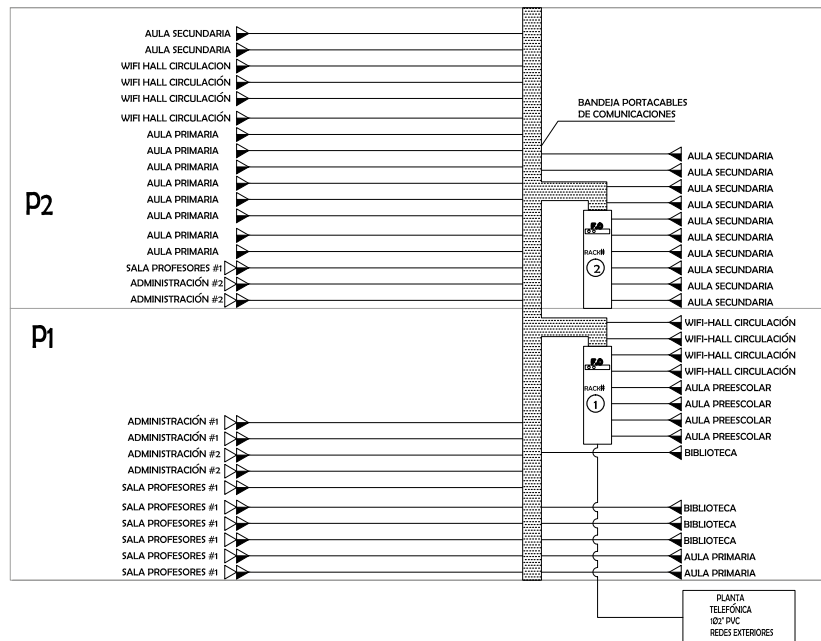 AULA SECUNDARIA
AULA SECUNDARIA
WIFI HALL CIRCULACION
WIFI HALL CIRCULACIÓN
WIFI HALL CIRCULACIÓN
WIFI HALL CIRCULACIÓN
AULA PRIMARIA
AULA PRIMARIA
AULA PRIMARIA
AULA PRIMARIA
AULA PRIMARIA
AULA PRIMARIA
AULA PRIMARIA
AULA PRIMARIA
SALA PROFESORES #1
ADMINISTRACIÓN #2
ADMINISTRACIÓN #2
P2
BANDEJA PORTACABLES
DE COMUNICACIONES
AULA SECUNDARIA
AULA SECUNDARIA
AULA SECUNDARIA
AULA SECUNDARIA
AULA SECUNDARIA
AULA SECUNDARIA
AULA SECUNDARIA
AULA SECUNDARIA
AULA SECUNDARIA
AULA SECUNDARIA
F.O
RACH#
2
P1
WIFI-HALL CIRCULACIÓN
WIFI-HALL CIRCULACIÓN
WIFI-HALL CIRCULACIÓN
WIFI-HALL CIRCULACIÓN
AULA PREESCOLAR
AULA PREESCOLAR
AULA PREESCOLAR
AULA PREESCOLAR
BIBLIOTECA
F.O
RACH#
1
ADMINISTRACIÓN #1
ADMINISTRACIÓN #1
ADMINISTRACIÓN #2
ADMINISTRACIÓN #2
SALA PROFESORES #1
SALA PROFESORES #1
SALA PROFESORES #1
SALA PROFESORES #1
SALA PROFESORES #1
SALA PROFESORES #1
BIBLIOTECA
BIBLIOTECA
BIBLIOTECA
AULA PRIMARIA
AULA PRIMARIA
PLANTA
TELEFÓNICA
1Ø2" PVC
REDES EXTERIORES